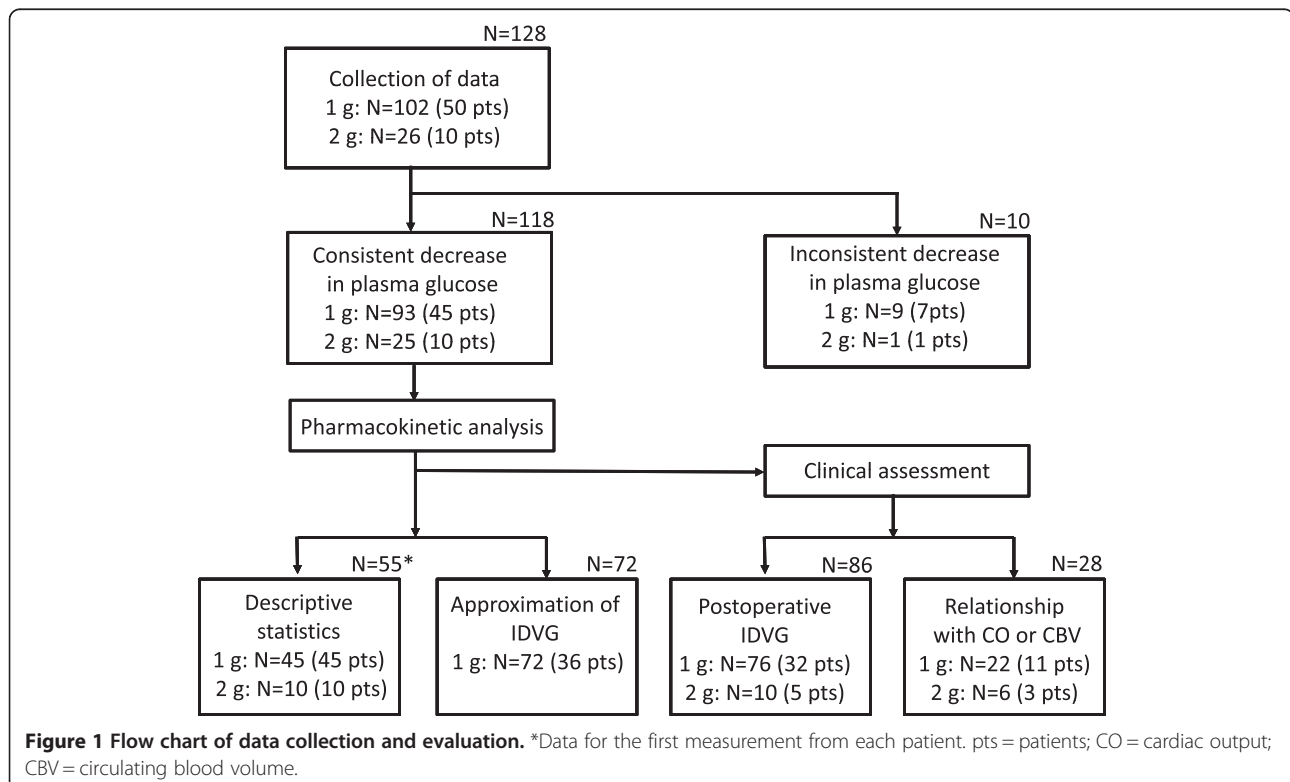 N=128
Collection of data
1 g: N=102 (50 pts)
2 g: N=26 (10 pts)
N=118
Consistent decrease
in plasma glucose
1 g: N=93 (45 pts)
2 g: N=25 (10 pts)
N=10
Inconsistent decrease
in plasma glucose
1 g: N=9 (7pts)
2 g: N=1 (1 pts)
Pharmacokinetic analysis
Clinical assessment
N=55*
Descriptive
statistics
1 g: N=45 (45 pts)
2 g: N=10 (10 pts)
N=72
Approximation of
IDVG
1 g: N=72 (36 pts)
N=86
Postoperative
IDVG
1 g: N=76 (32 pts)
2 g: N=10 (5 pts)
N=28
Relationship
with CO or CBV
1 g: N=22 (11 pts)
2 g: N=6 (3 pts)
Figure 1 Flow chart of data collection and evaluation. *Data for the first measurement from each patient. pts = patients; CO = cardiac output;
CBV = circulating blood volume.